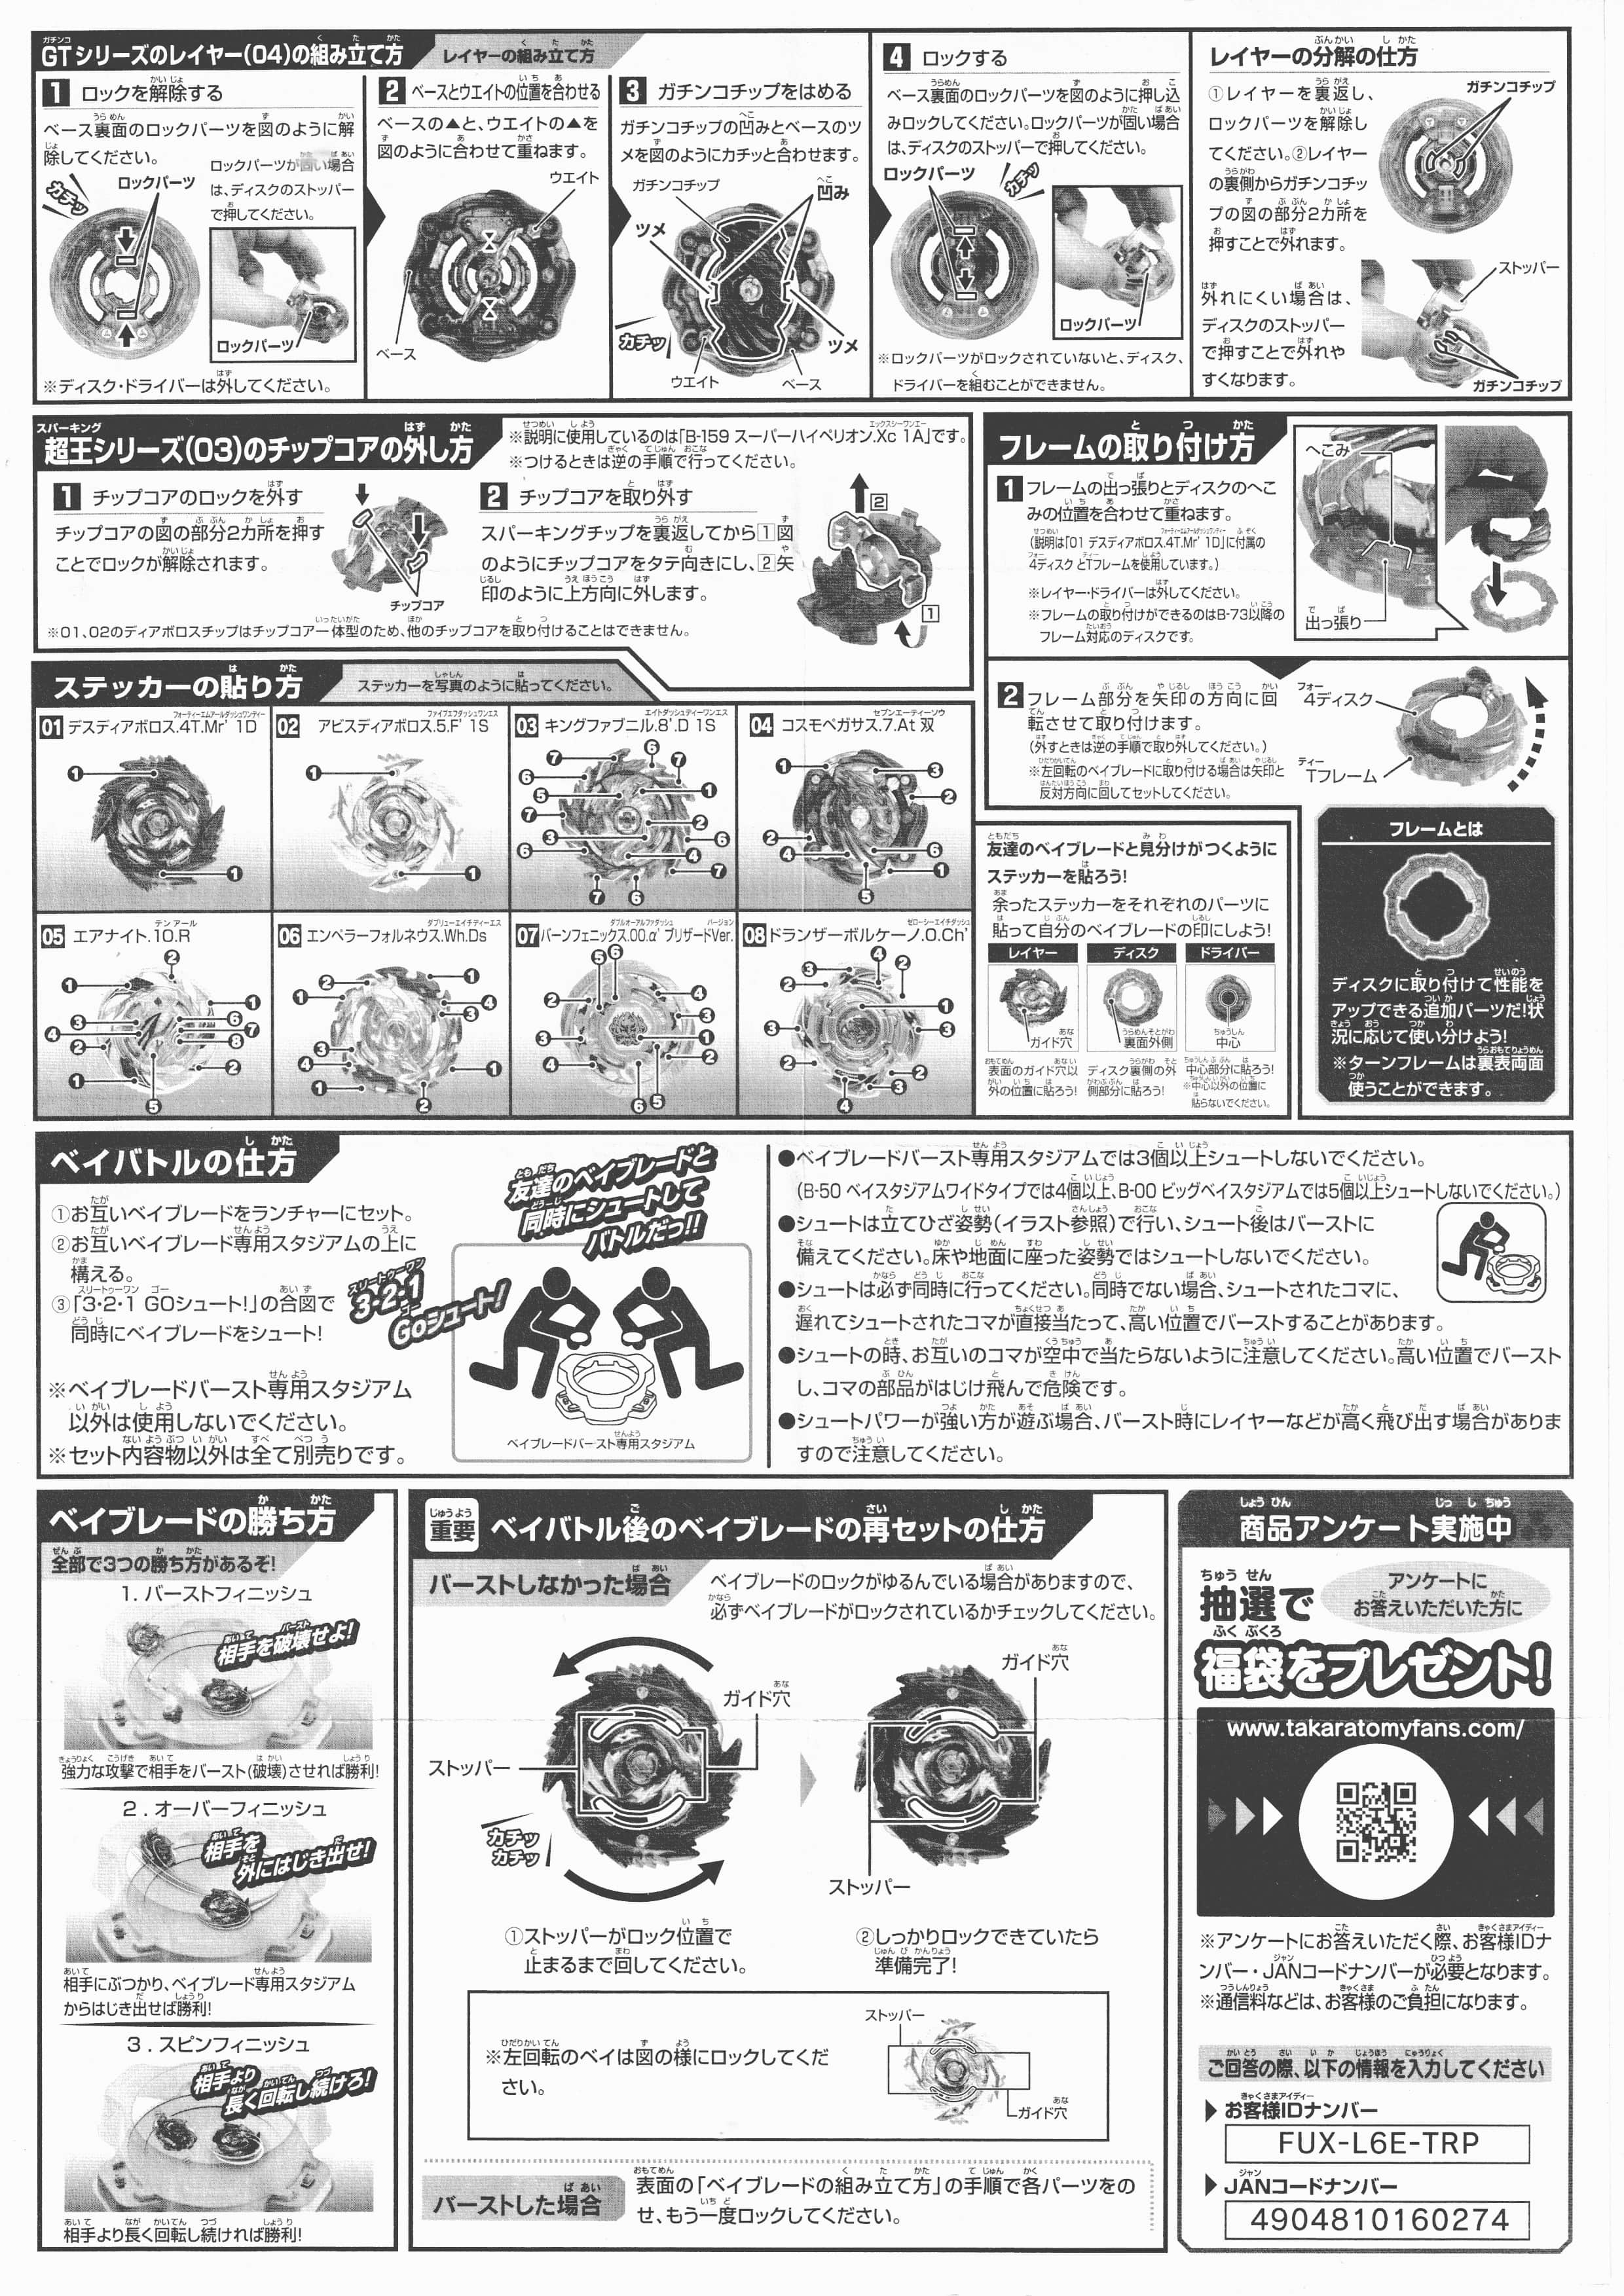 GTシリーズのレイヤー(04)の組み立て方
レイヤーの組み立て方
1 ロックを解除する
ベース裏面のロックパーツを図のように解
除してください。
ロックパーツが固い場合
は、ディスクのストッパー
で押してください。
カチッ
ロックパーツ
ロックパーツ
※ディスク・ドライバーは外してください。
2 ベースとウエイトの位置を合わせる
ベースの▲と、ウエイトの▲を
図のように合わせて重ねます。
ウエイト
ベース
3 ガチンコチップをはめる
ガチンコチップの凹みとベースのツ
メを図のようにカチッと合わせます。
ガチンコチップ
凹み
ツメ
カチッ
ツメ
ウエイト
ベース
4 ロックする
ベース裏面のロックパーツを図のように押し込
みロックしてください。ロックパーツが固い場合
は、ディスクのストッパーで押してください。
ロックパーツ
カチッ
ロックパーツ
※ロックパーツがロックされていないと、ディスク、
ドライバーを組むことができません。
レイヤーの分解の仕方
①レイヤーを裏返し、
ロックパーツを解除し
てください。②レイヤー
の裏側からガチンコチッ
プの図の部分2カ所を
押すことで外れます。
ガチンコチップ
外れにくい場合は、
ディスクのストッパー
で押すことで外れや
すくなります。
ストッパー
ガチンコチップ
超王シリーズ(03)のチップコアの外し方
※説明に使用しているのは「B-159 スーパーハイペリオン.Xc 1A」です。
※つけるときは逆の手順で行ってください。
1 チップコアのロックを外す
チップコアの図の部分2カ所を押す
ことでロックが解除されます。
チップコア
2 チップコアを取り外す
スパーキングチップを裏返してから1図
のようにチップコアをタテ向きにし、2矢
印のように上方向に外します。
2
1
※01、02のディアボロスチップはチップコア一体型のため、他のチップコアを取り付けることはできません。
フレームの取り付け方
1 フレームの出っ張りとディスクのへこ
みの位置を合わせて重ねます。
(説明は「01 デスディアボロス.4T.Mr' 1D」に付属の
4ディスク とTフレームを使用しています。)
※レイヤー・ドライバーは外してください。
※フレームの取り付けができるのはB-73以降の
フレーム対応のディスクです。
へこみ
出っ張り
2 フレーム部分を矢印の方向に回
転させて取り付けます。
(外すときは逆の手順で取り外してください。)
※左回転のベイブレードに取り付ける場合は矢印と
反対方向に回してセットしてください。
4ディスク
Tフレーム
ステッカーの貼り方
ステッカーを写真のように貼ってください。
01 デスディアボロス.4T.Mr' 1D
02 アビスディアボロス.5.F' 1S
03 キングファブニル.8'.D 1S
04 コスモペガサス.7.At 双
05 エアナイト.10.R
06 エンペラーフォルネウス.Wh.Ds
07 バーンフェニックス.00.α' ブリザードVer.
08 ドランザーボルケーノ.0.Ch'
友達のベイブレードと見分けがつくように
ステッカーを貼ろう!
余ったステッカーをそれぞれのパーツに
貼って自分のベイブレードの印にしよう!
レイヤー ディスク ドライバー
ガイド穴 裏面外側 中心
表面のガイド穴以
外の位置に貼ろう!
ディスク裏側の外
側部分に貼ろう!
中心部分に貼ろう!
※中心以外の位置に
貼らないでください。
フレームとは
ディスクに取り付けて性能を
アップできる追加パーツだ!状
況に応じて使い分けよう!
※ターンフレームは裏表両面
使うことができます。
ベイバトルの仕方
①お互いベイブレードをランチャーにセット。
②お互いベイブレード専用スタジアムの上に
構える。
③「3・2・1 GOシュート!」の合図で
同時にベイブレードをシュート!
※ベイブレードバースト専用スタジアム
以外は使用しないでください。
※セット内容物以外は全て別売りです。
友達のベイブレードと
同時にシュートして
バトルだっ!!
3・2・1
Goシュート!
ベイブレードバースト専用スタジアム
●ベイブレードバースト専用スタジアムでは3個以上シュートしないでください。
(B-50 ベイスタジアムワイドタイプでは4個以上、B-00 ビッグベイスタジアムでは5個以上シュートしないでください。)
●シュートは立てひざ姿勢(イラスト参照)で行い、シュート後はバーストに
備えてください。床や地面に座った姿勢ではシュートしないでください。
●シュートは必ず同時に行ってください。同時でない場合、シュートされたコマに、
遅れてシュートされたコマが直接当たって、高い位置でバーストすることがあります。
●シュートの時、お互いのコマが空中で当たらないように注意してください。高い位置でバースト
し、コマの部品がはじけ飛んで危険です。
●シュートパワーが強い方が遊ぶ場合、バースト時にレイヤーなどが高く飛び出す場合がありま
すので注意してください。
ベイブレードの勝ち方
全部で3つの勝ち方があるぞ!
1. バーストフィニッシュ
相手を破壊せよ!
強力な攻撃で相手をバースト(破壊)させれば勝利!
2. オーバーフィニッシュ
相手を
外にはじき出せ!
相手にぶつかり、ベイブレード専用スタジアム
からはじき出せば勝利!
3. スピンフィニッシュ
相手より
長く回転し続けろ!
相手より長く回転し続ければ勝利!
重要 ベイバトル後のベイブレードの再セットの仕方
バーストしなかった場合
ベイブレードのロックがゆるんでいる場合がありますので、
必ずベイブレードがロックされているかチェックしてください。
ガイド穴
ストッパー
カチッ
カチッ
ガイド穴
ストッパー
①ストッパーがロック位置で
止まるまで回してください。
②しっかりロックできていたら
準備完了!
※左回転のベイは図の様にロックしてくだ
さい。
ストッパー
ガイド穴
バーストした場合
表面の「ベイブレードの組み立て方」の手順で各パーツをの
せ、もう一度ロックしてください。
商品アンケート実施中
抽選で
アンケートに
お答えいただいた方に
福袋をプレゼント!
www.takaratomyfans.com/
※アンケートにお答えいただく際、お客様IDナ
ンバー・JANコードナンバーが必要となります。
※通信料などは、お客様のご負担になります。
ご回答の際、以下の情報を入力してください
▶お客様IDナンバー
FUX-L6E-TRP
▶JANコードナンバー
4904810160274